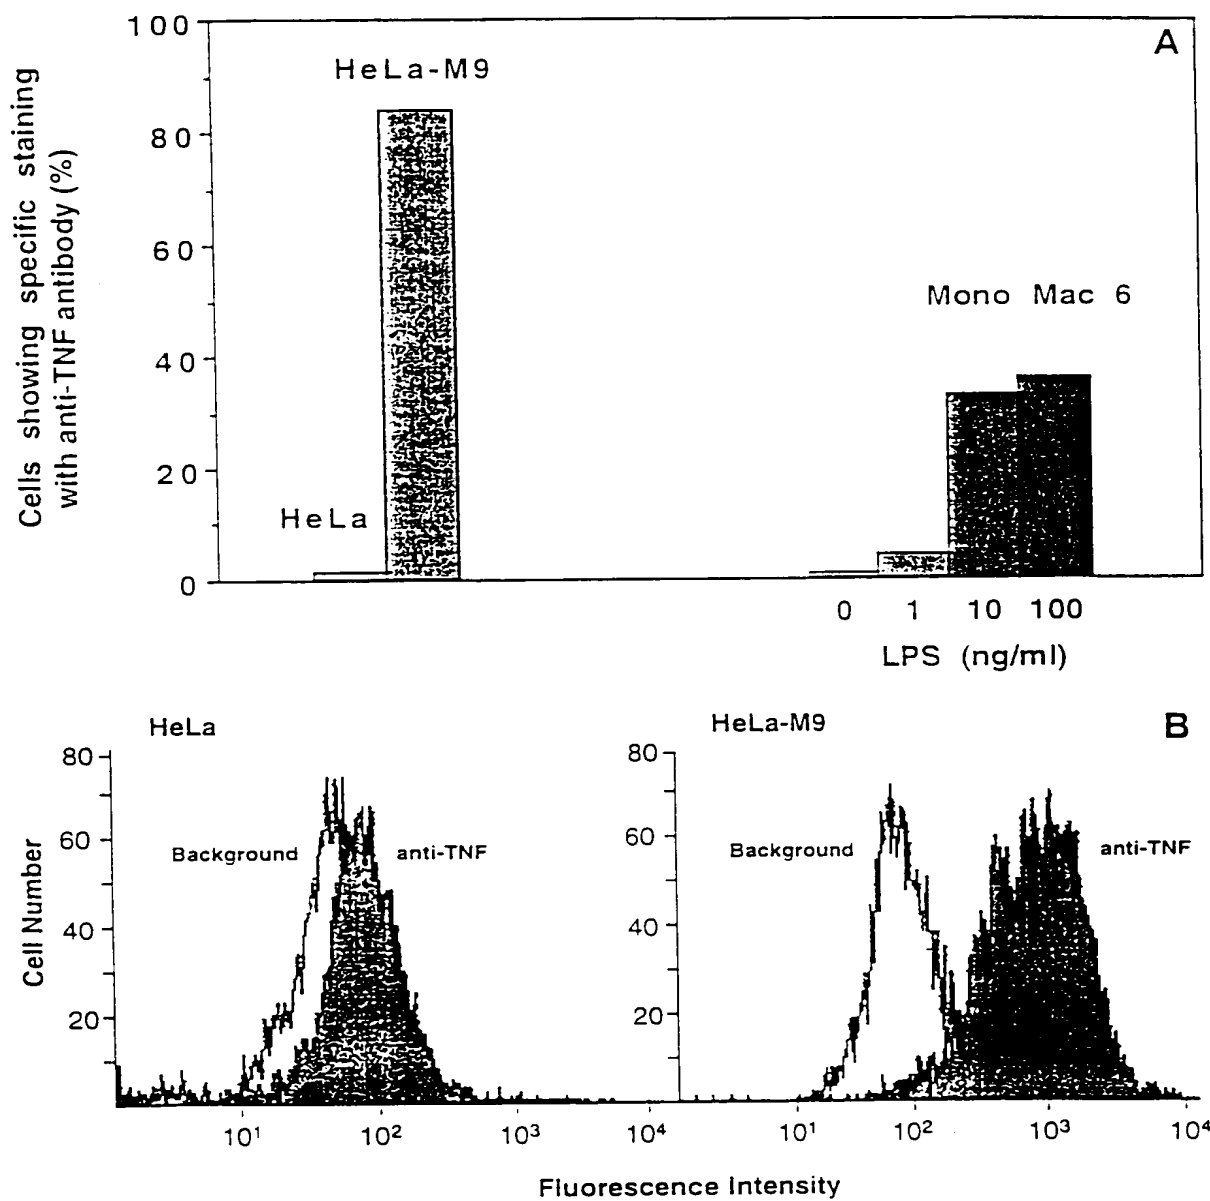 A
Cells showing specific staining
with anti-TNF antibody (%)
100
80
60
40
20
0
HeLa-M9
HeLa
Mono Mac 6
0 1 10 100
LPS (ng/ml)
B
HeLa
HeLa-M9
Cell Number
80
60
40
20
Background
anti-TNF
10¹ 10² 10³ 10⁴
80
60
40
20
Background
anti-TNF
10¹ 10² 10³ 10⁴
Fluorescence Intensity